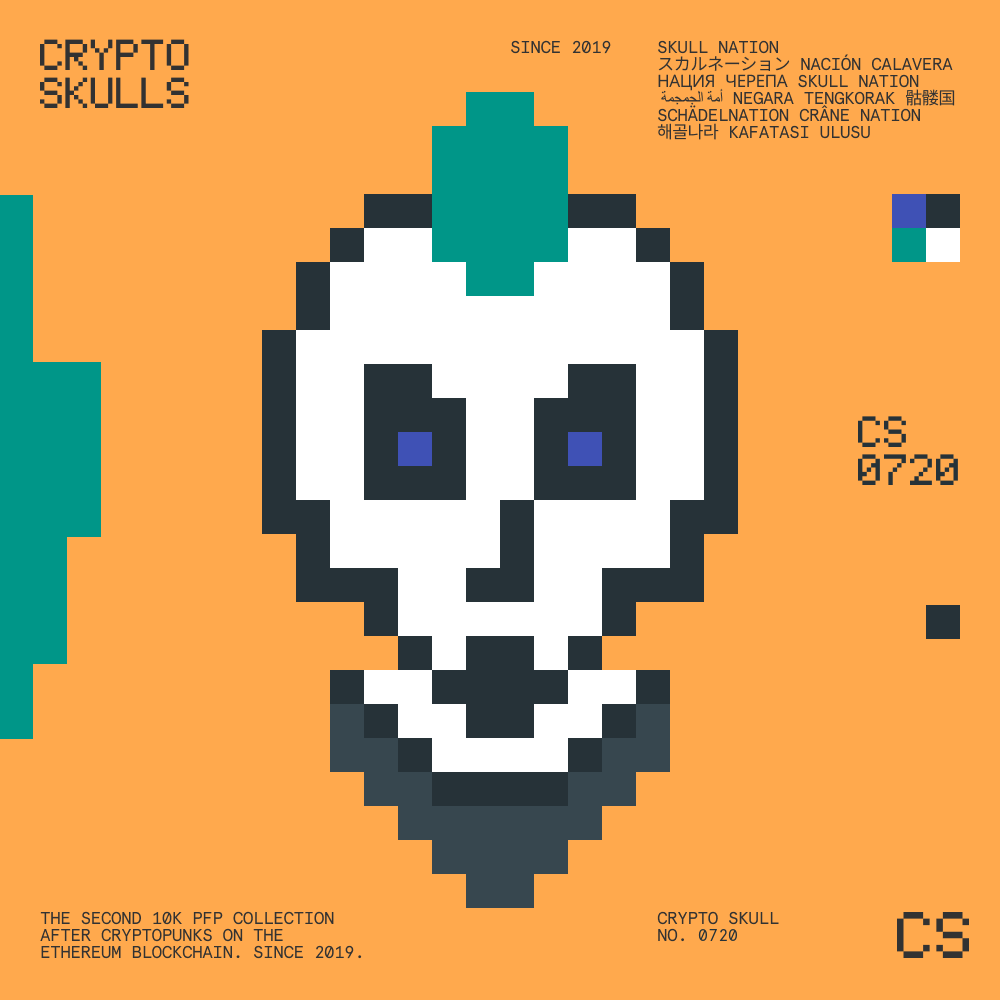 CRYPTO
SKULLS
SINCE 2019
SKULL NATION
スカルネーション NACIÓN CALAVERA
НАЦИЯ ЧЕРЕПА SKULL NATION
أمة الجمجمة NEGARA TENGKORAK 骷髅国
SCHÄDELNATION CRÂNE NATION
해골나라 KAFATASI ULUSU
CS
0720
THE SECOND 10K PFP COLLECTION
AFTER CRYPTOPUNKS ON THE
ETHEREUM BLOCKCHAIN. SINCE 2019.
CRYPTO SKULL
NO. 0720
CS